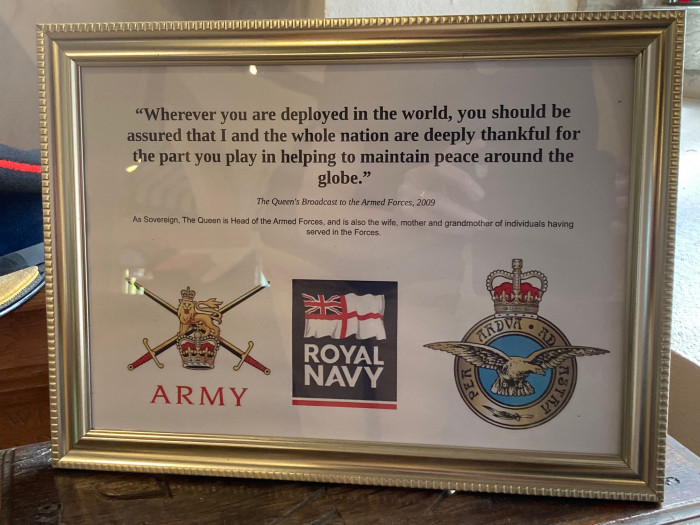 “Wherever you are deployed in the world, you should be
assured that I and the whole nation are deeply thankful for
the part you play in helping to maintain peace around the
globe.”
The Queen's Broadcast to the Armed Forces, 2009
As Sovereign, The Queen is Head of the Armed Forces, and is also the wife, mother and grandmother of individuals having
served in the Forces.
ARMY
ROYAL
NAVY
PER ARDVA • AD ASTRA